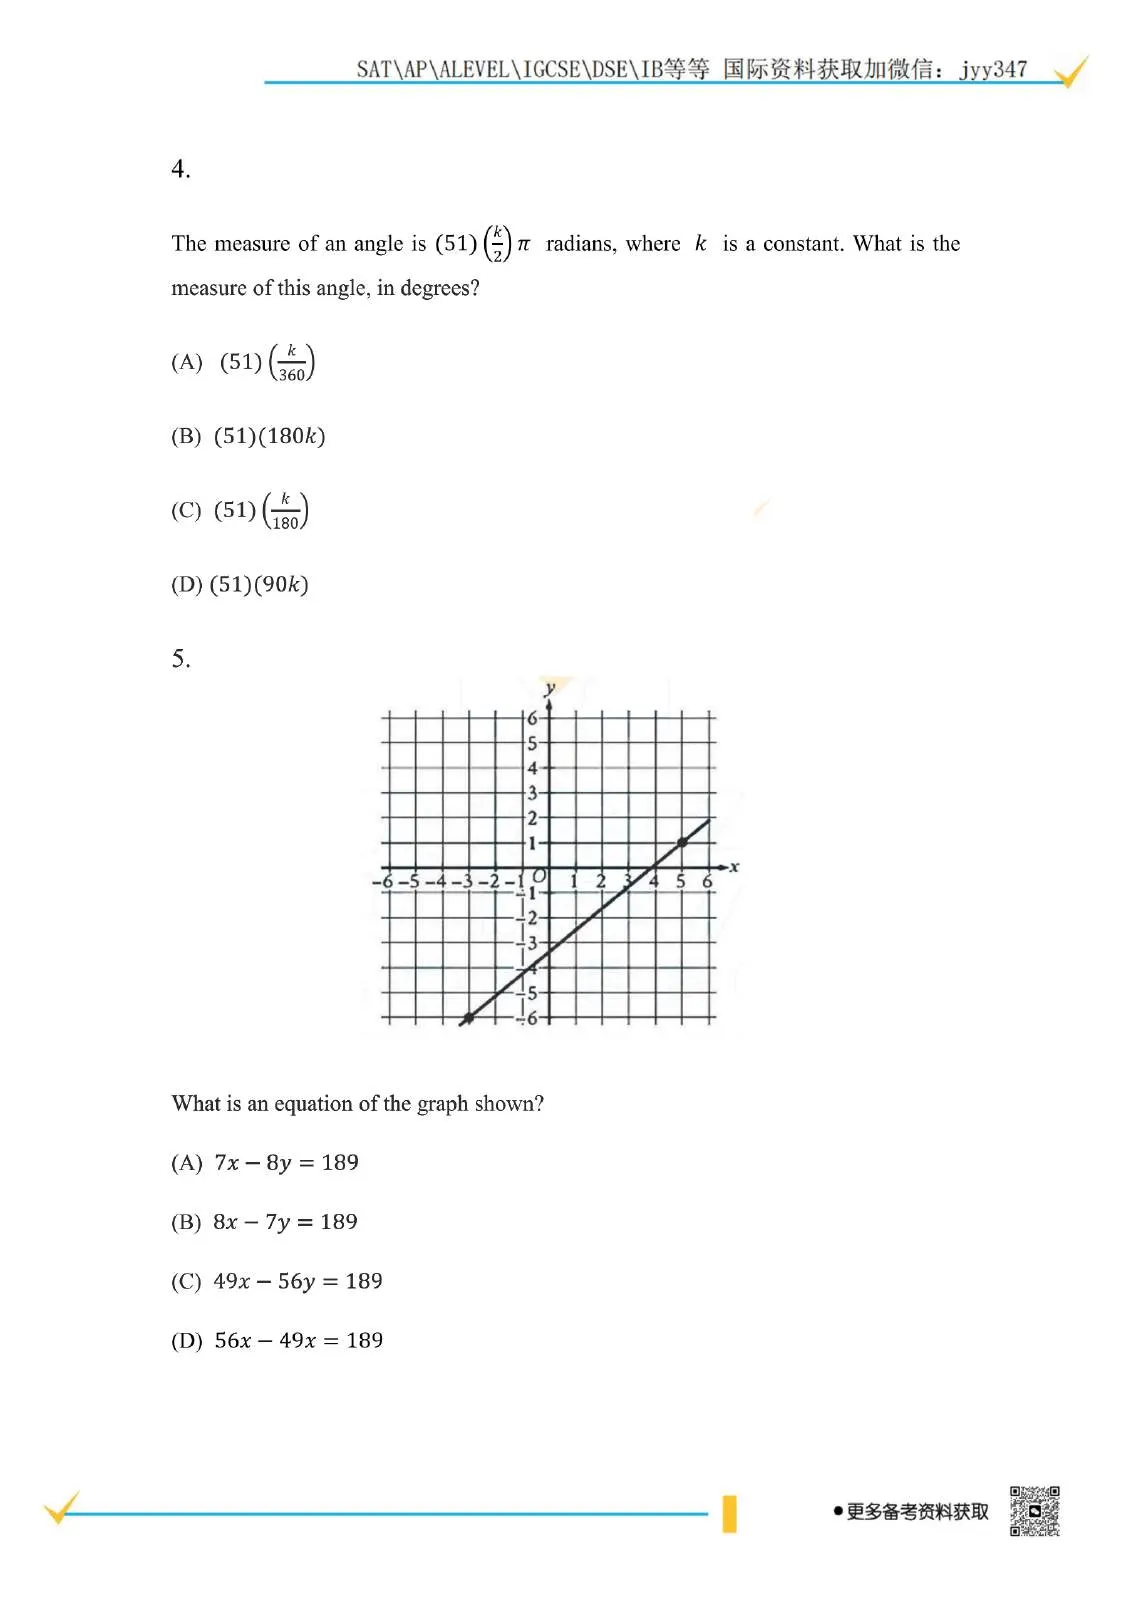 SAT\AP\ALEVEL\IGCSE\DSE\IB等等 国际资料获取加微信：jyy347
4.
The measure of an angle is (51)(k/2)π radians, where k is a constant. What is the
measure of this angle, in degrees?
(A) (51)(k/360)
(B) (51)(180k)
(C) (51)(k/180)
(D) (51)(90k)
5.
y
6
5
4
3
2
1
x
-6 -5 -4 -3 -2 -1 O 1 2 3 4 5 6
-1
-2
-3
-4
-5
-6
What is an equation of the graph shown?
(A) 7x − 8y = 189
(B) 8x − 7y = 189
(C) 49x − 56y = 189
(D) 56x − 49x = 189
●更多备考资料获取